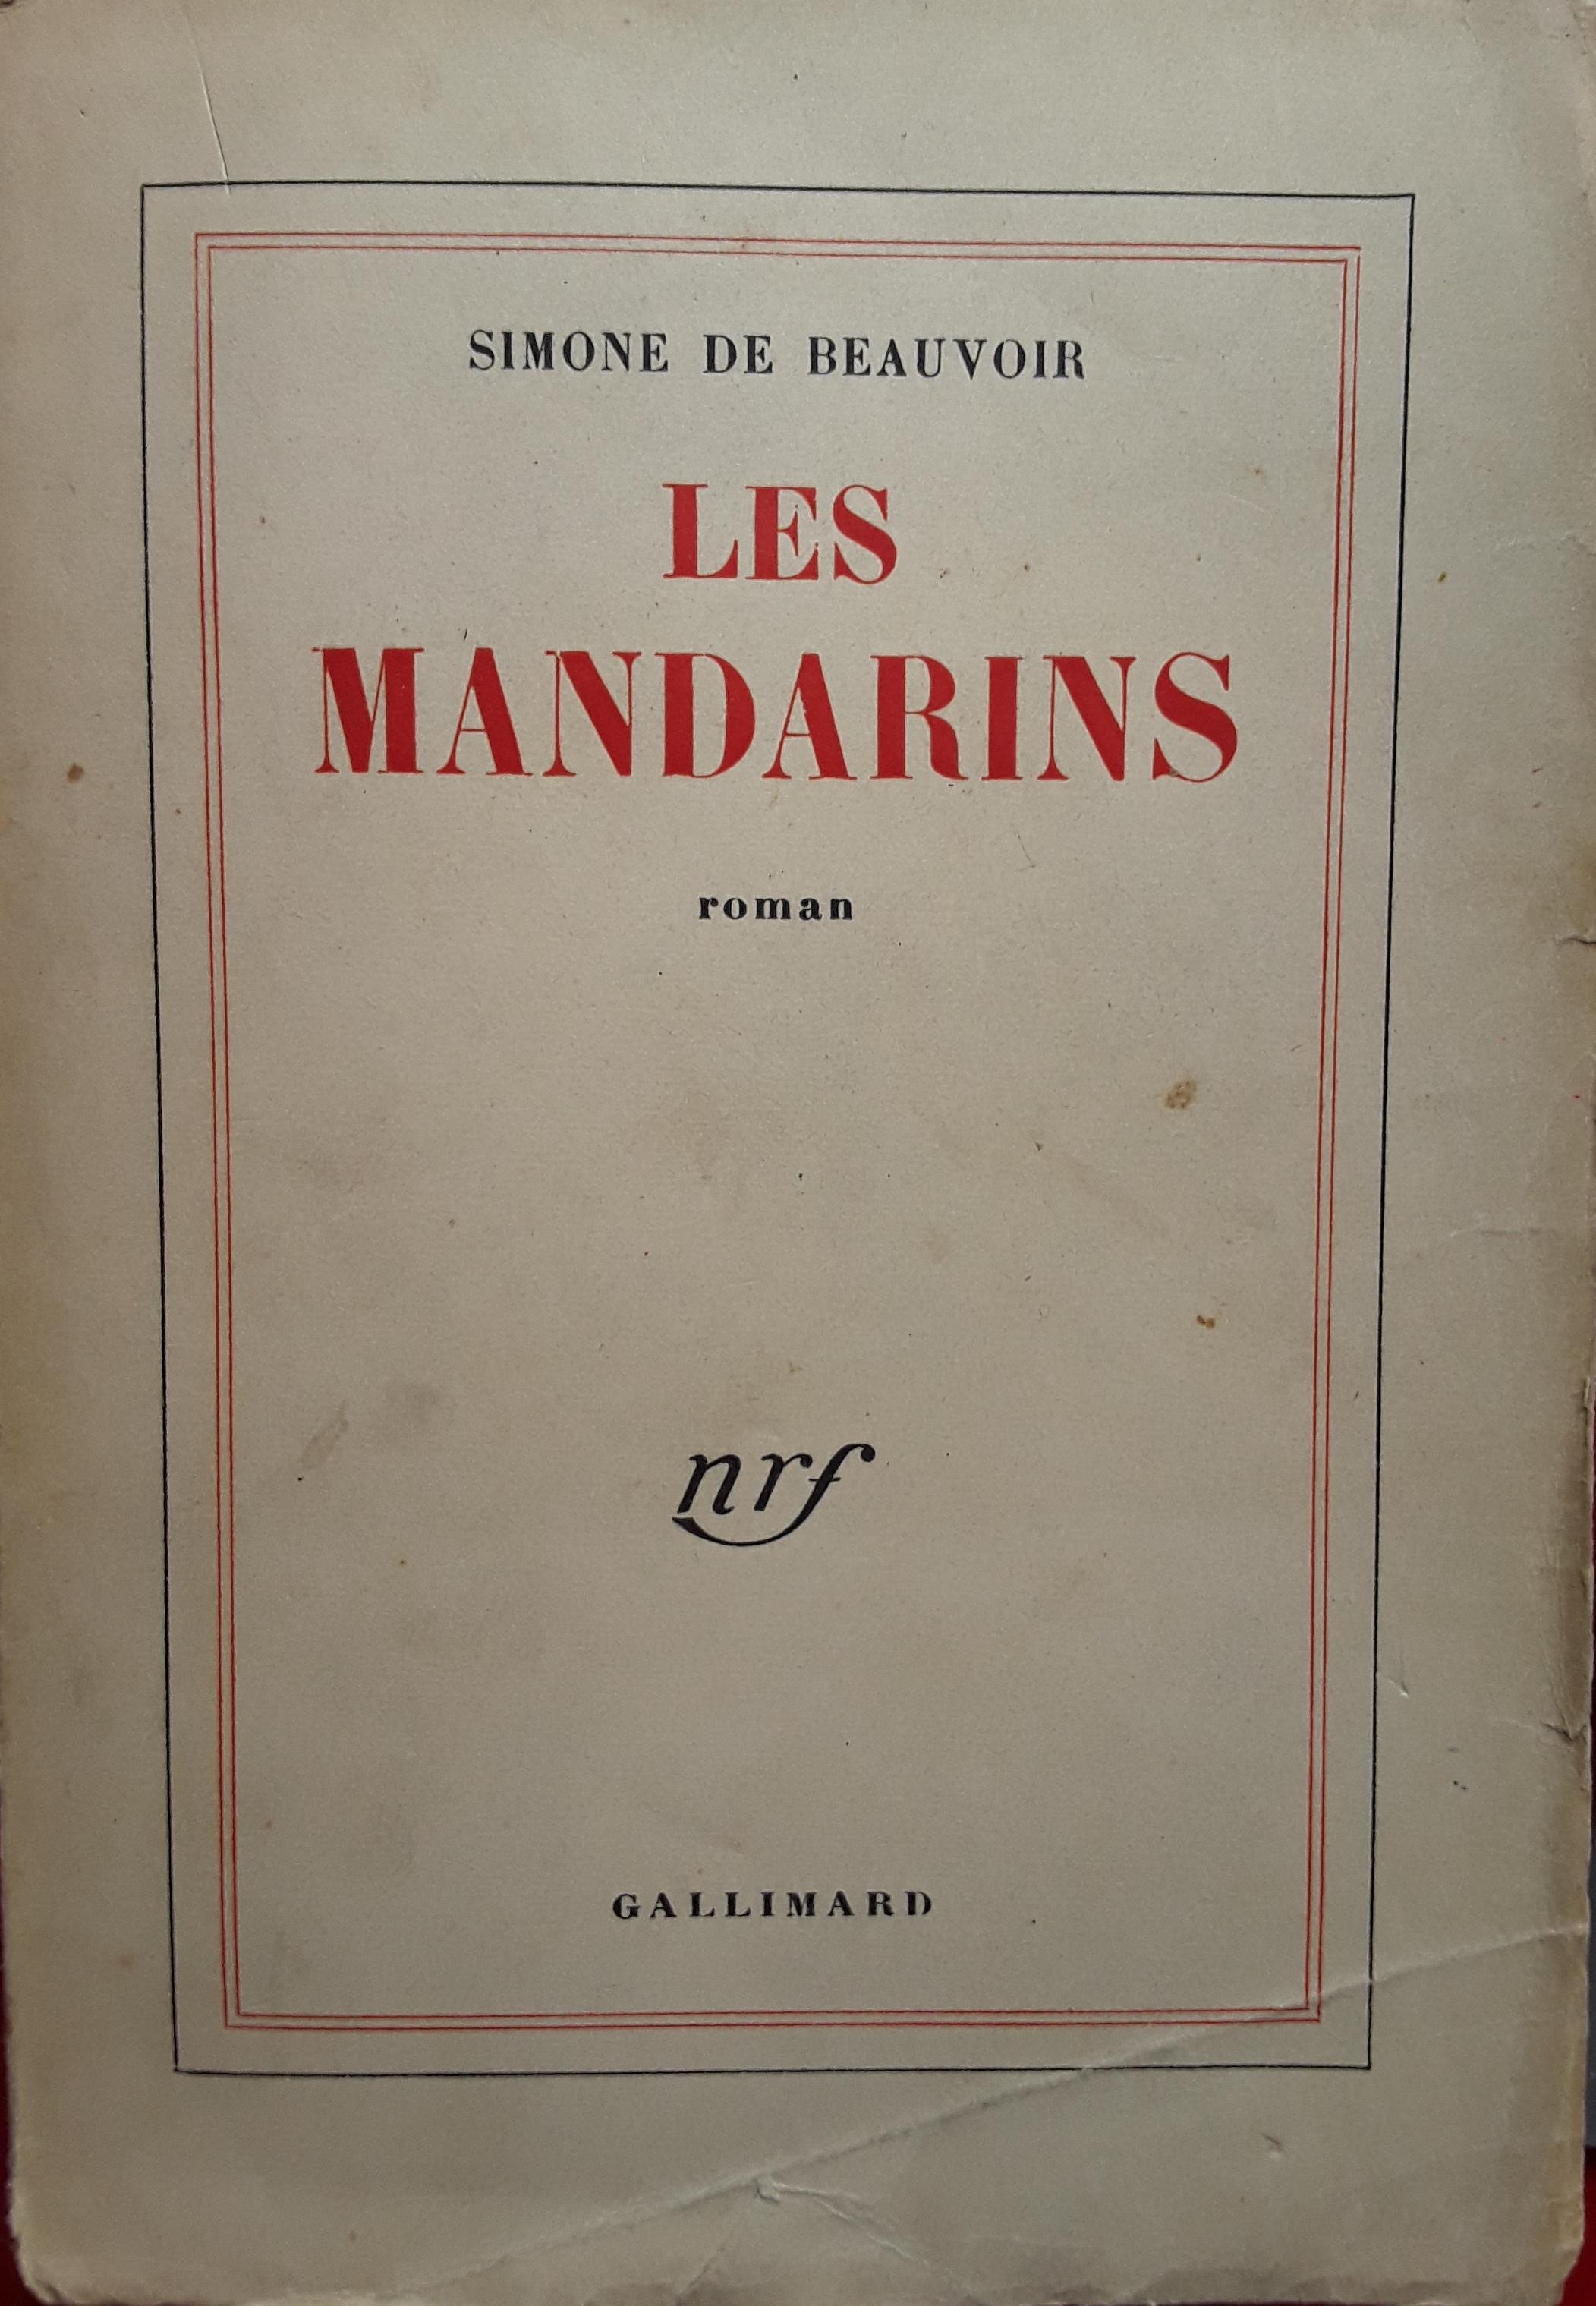 SIMONE DE BEAUVOIR
LES
MANDARINS
roman
nrf
GALLIMARD